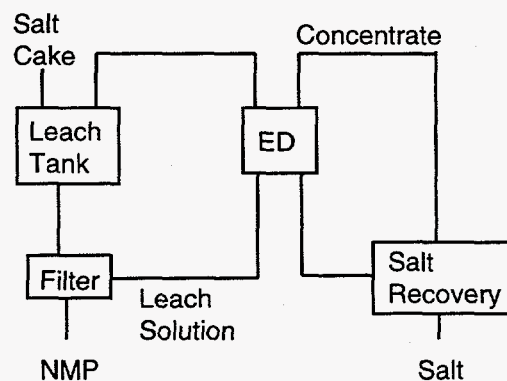 Salt
Cake
Concentrate
Leach
Tank
ED
Filter
Leach
Solution
Salt
Recovery
NMP
Salt